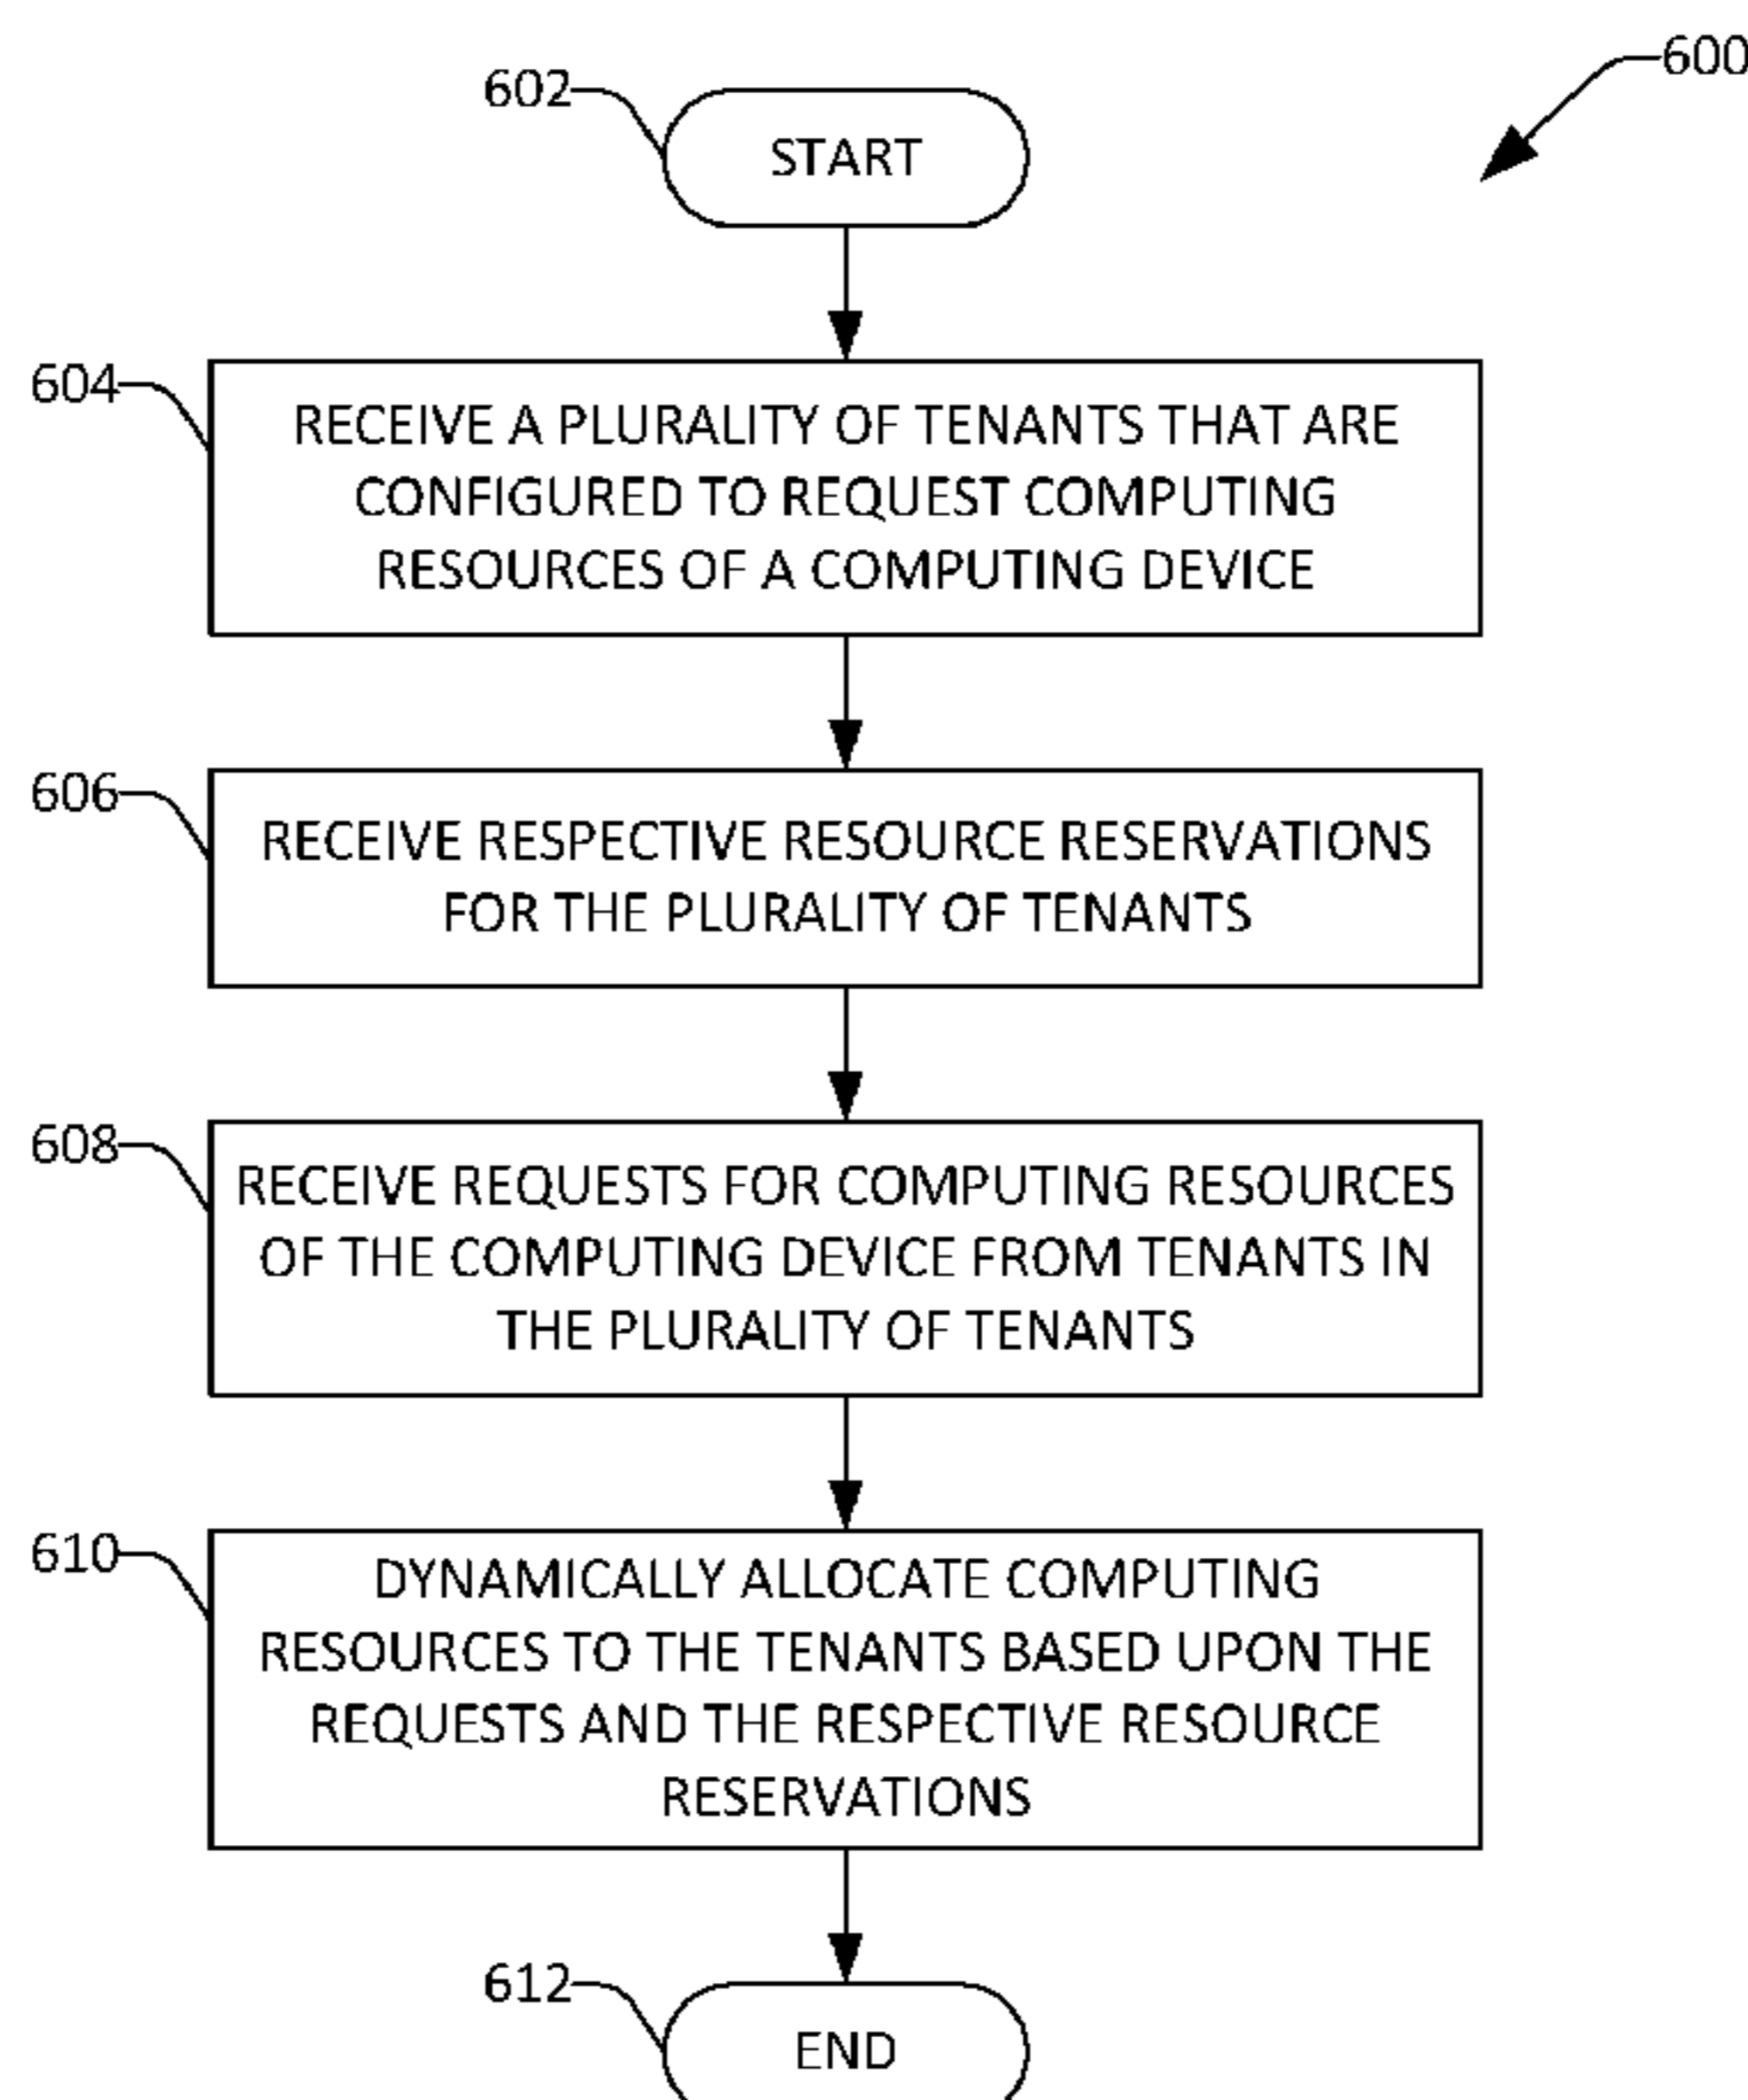 600
602
START
604
RECEIVE A PLURALITY OF TENANTS THAT ARE
CONFIGURED TO REQUEST COMPUTING
RESOURCES OF A COMPUTING DEVICE
606
RECEIVE RESPECTIVE RESOURCE RESERVATIONS
FOR THE PLURALITY OF TENANTS
608
RECEIVE REQUESTS FOR COMPUTING RESOURCES
OF THE COMPUTING DEVICE FROM TENANTS IN
THE PLURALITY OF TENANTS
610
DYNAMICALLY ALLOCATE COMPUTING
RESOURCES TO THE TENANTS BASED UPON THE
REQUESTS AND THE RESPECTIVE RESOURCE
RESERVATIONS
612
END